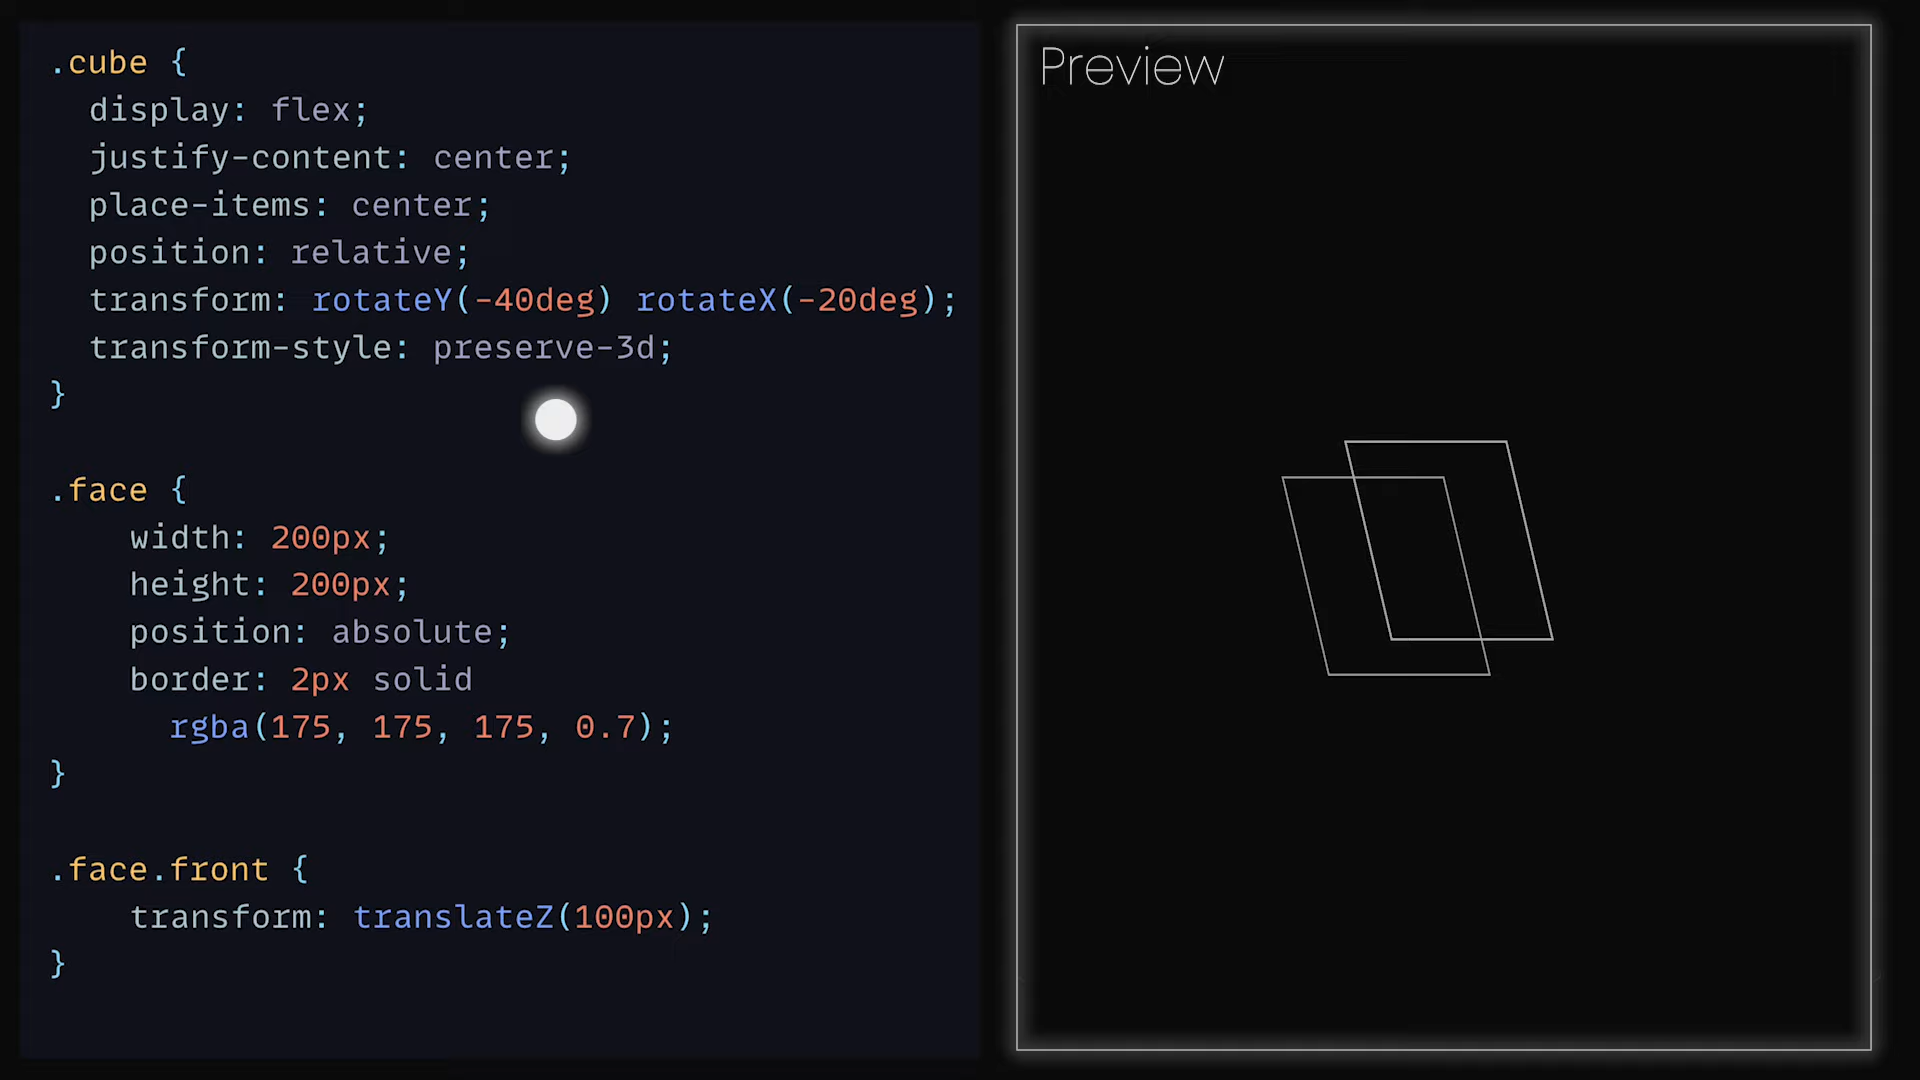 .cube {
display: flex;
justify-content: center;
place-items: center;
position: relative;
transform: rotateY(-40deg) rotateX(-20deg);
transform-style: preserve-3d;
}
.face {
width: 200px;
height: 200px;
position: absolute;
border: 2px solid
rgba(175, 175, 175, 0.7);
}
.face.front {
transform: translateZ(100px);
}
Preview